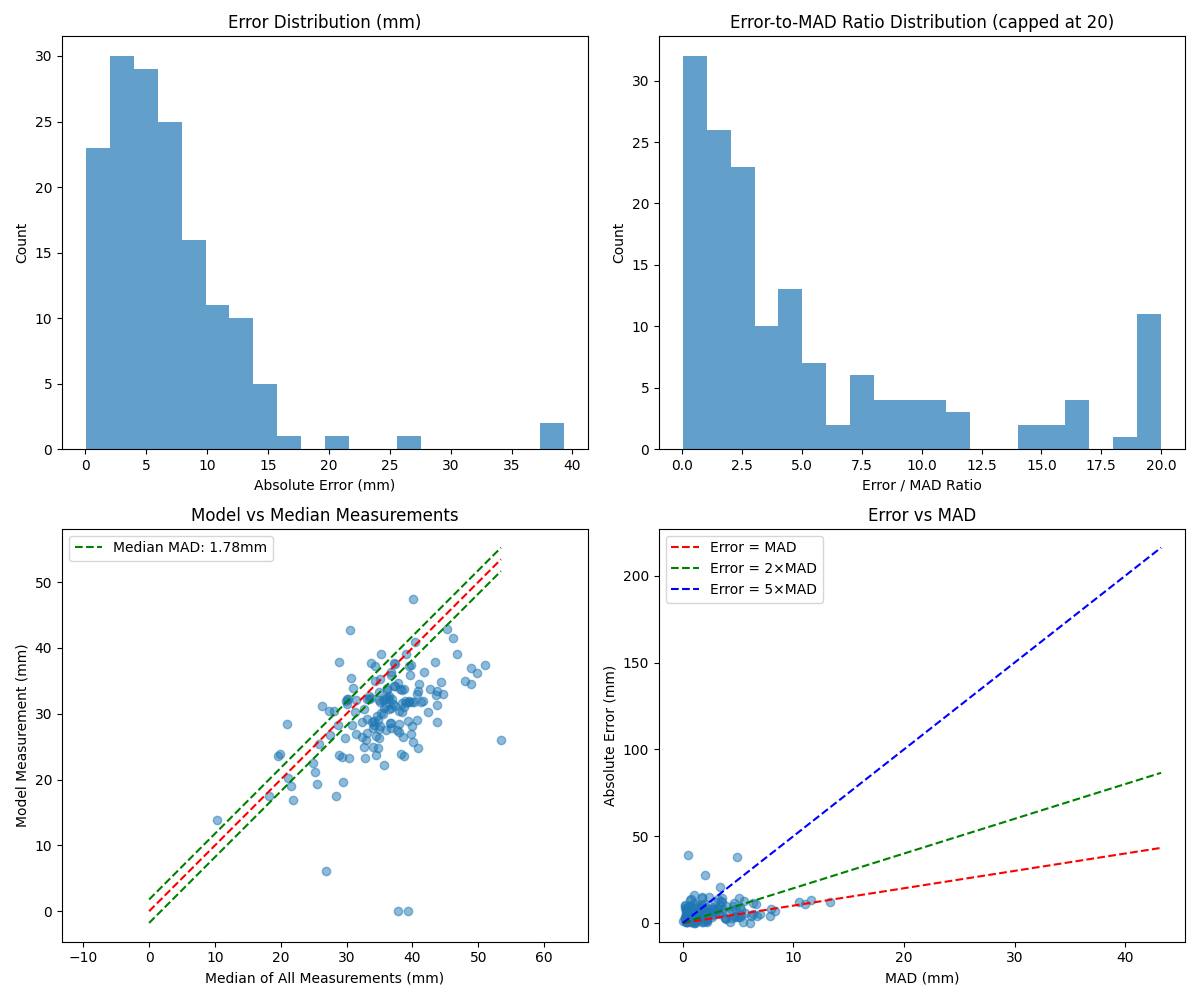 Error Distribution (mm)
Count
0
5
10
15
20
25
30
0 5 10 15 20 25 30 35 40
Absolute Error (mm)
Error-to-MAD Ratio Distribution (capped at 20)
Count
0
5
10
15
20
25
30
0.0 2.5 5.0 7.5 10.0 12.5 15.0 17.5 20.0
Error / MAD Ratio
Model vs Median Measurements
Median MAD: 1.78mm
Model Measurement (mm)
0
10
20
30
40
50
−10 0 10 20 30 40 50 60
Median of All Measurements (mm)
Error vs MAD
Error = MAD
Error = 2×MAD
Error = 5×MAD
Absolute Error (mm)
0
50
100
150
200
0 10 20 30 40
MAD (mm)